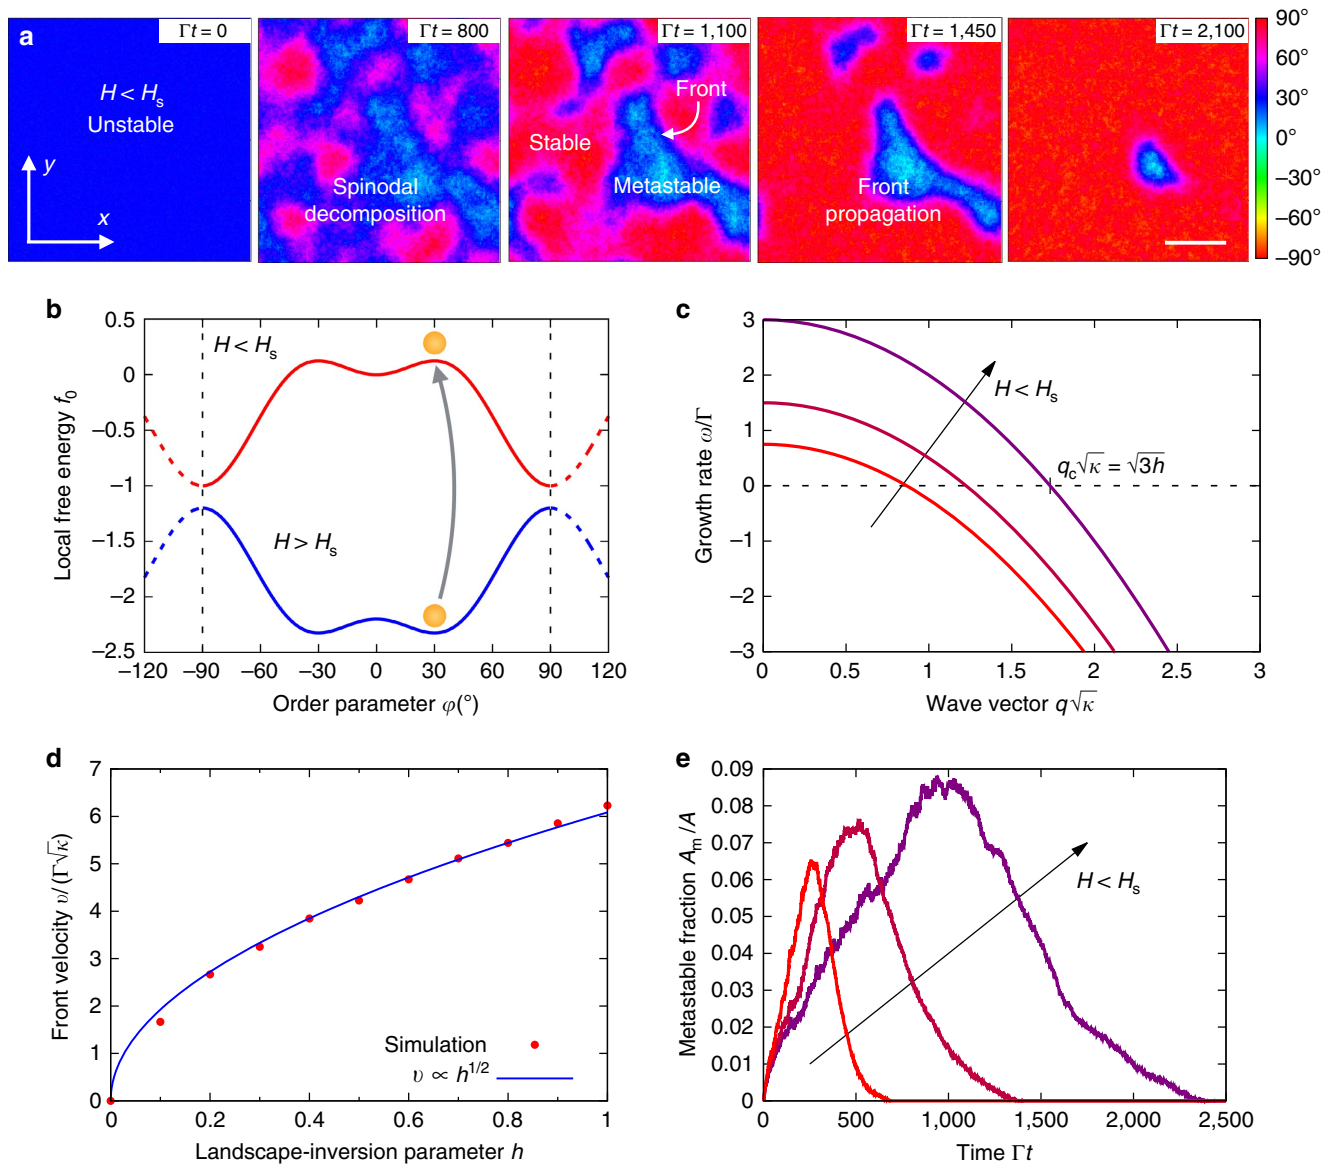 a
Γt = 0
Γt = 800
Γt = 1,100
Γt = 1,450
Γt = 2,100
H < Hs
Unstable
y
x
Spinodal
decomposition
Front
Stable
Metastable
Front
propagation
90°
60°
30°
0°
−30°
−60°
−90°
b
0.5
0
−0.5
−1
−1.5
−2
−2.5
Local free energy f0
H < Hs
H > Hs
−120
−90
−60
−30
0
30
60
90
120
Order parameter φ(°)
c
3
2
1
0
−1
−2
−3
Growth rate ω/Γ
H < Hs
qc√κ = √3h
0
0.5
1
1.5
2
2.5
3
Wave vector q√κ
d
7
6
5
4
3
2
1
0
Front velocity υ/(Γ√κ)
Simulation
υ ∝ h1/2
0
0.2
0.4
0.6
0.8
1
Landscape-inversion parameter h
e
0.09
0.08
0.07
0.06
0.05
0.04
0.03
0.02
0.01
0
Metastable fraction Am/A
H < Hs
0
500
1,000
1,500
2,000
2,500
Time Γt